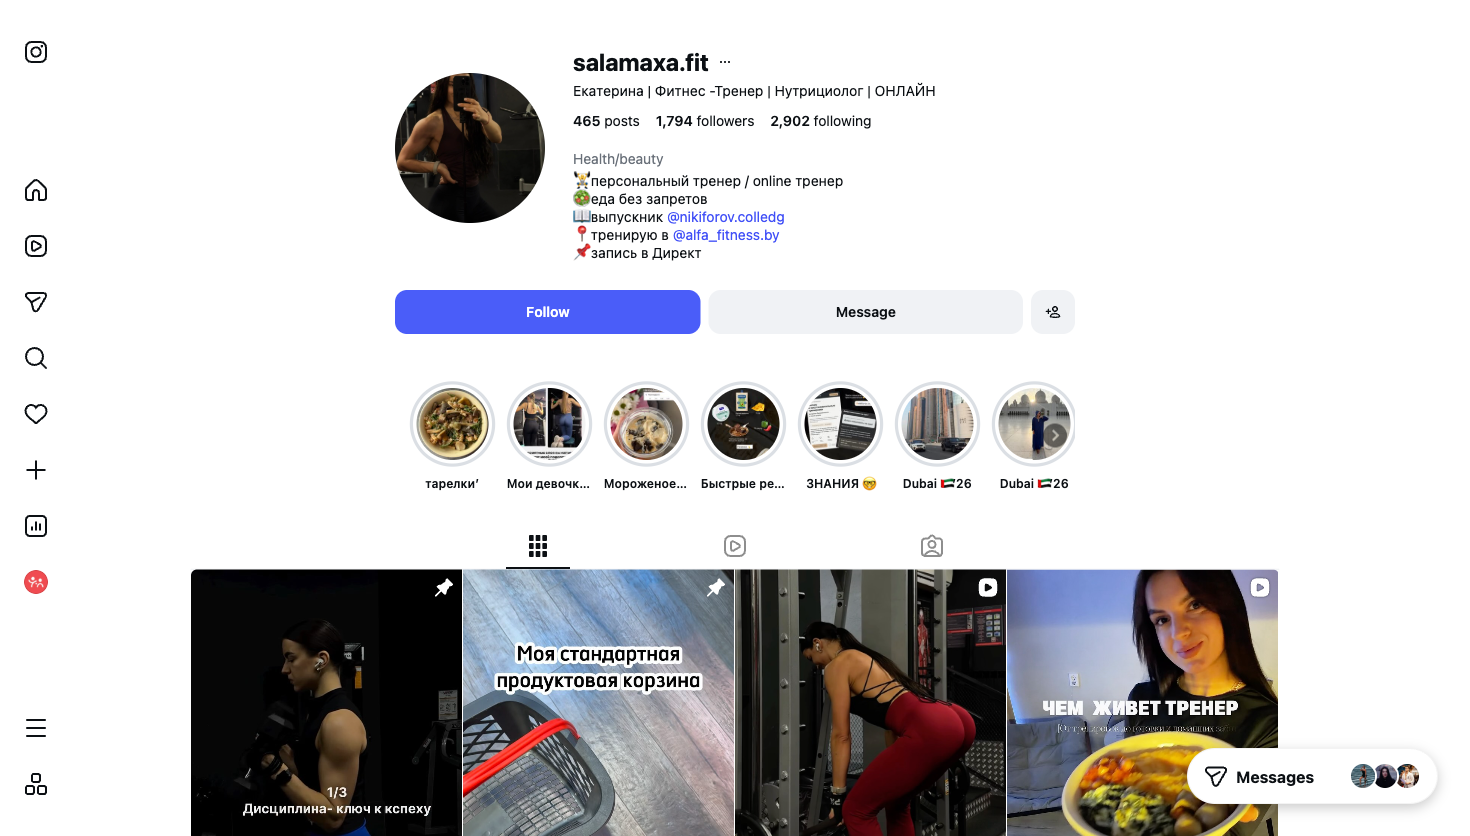 salamaxa.fit ...
Екатерина | Фитнес -Тренер | Нутрициолог | ОНЛАЙН
465 posts 1,794 followers 2,902 following
Health/beauty
персональный тренер / online тренер
еда без запретов
выпускник @nikiforov.colledg
тренирую в @alfa_fitness.by
запись в Директ
Follow Message
тарелки’ Мои девочк... Мороженое... Быстрые ре... ЗНАНИЯ Dubai 26 Dubai 26
Моя стандартная
продуктовая корзина
ЧЕМ ЖИВЕТ ТРЕНЕР
1/3
Дисциплина- ключ к кспеху
Messages